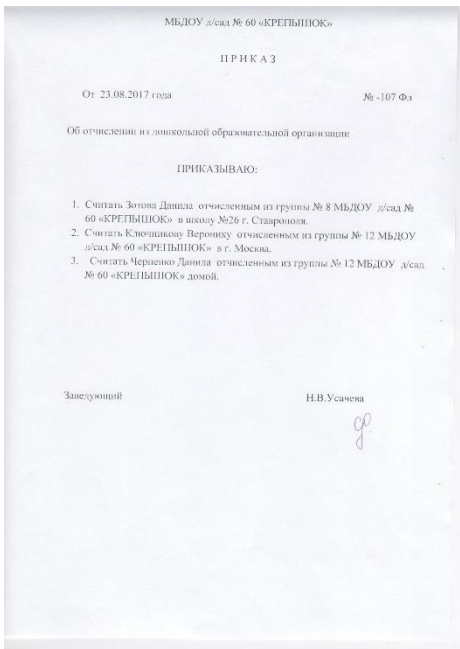 МБДОУ д/сад № 60 «КРЕПЫШОК»
П Р И К А З
От 23.08.2017 года № -107 Фл
Об отчислении из дошкольной образовательной организации
ПРИКАЗЫВАЮ:
1. Считать Зотова Данила отчисленным из группы № 8 МБДОУ д/сад №
60 «КРЕПЫШОК» в школу №26 г. Ставрополя.
2. Считать Ключникову Веронику отчисленным из группы № 12 МБДОУ
д/сад № 60 «КРЕПЫШОК» в г. Москва.
3. Считать Черненко Данила отчисленным из группы № 12 МБДОУ д/сад
№ 60 «КРЕПЫШОК» домой.
Заведующий Н.В.Усачева